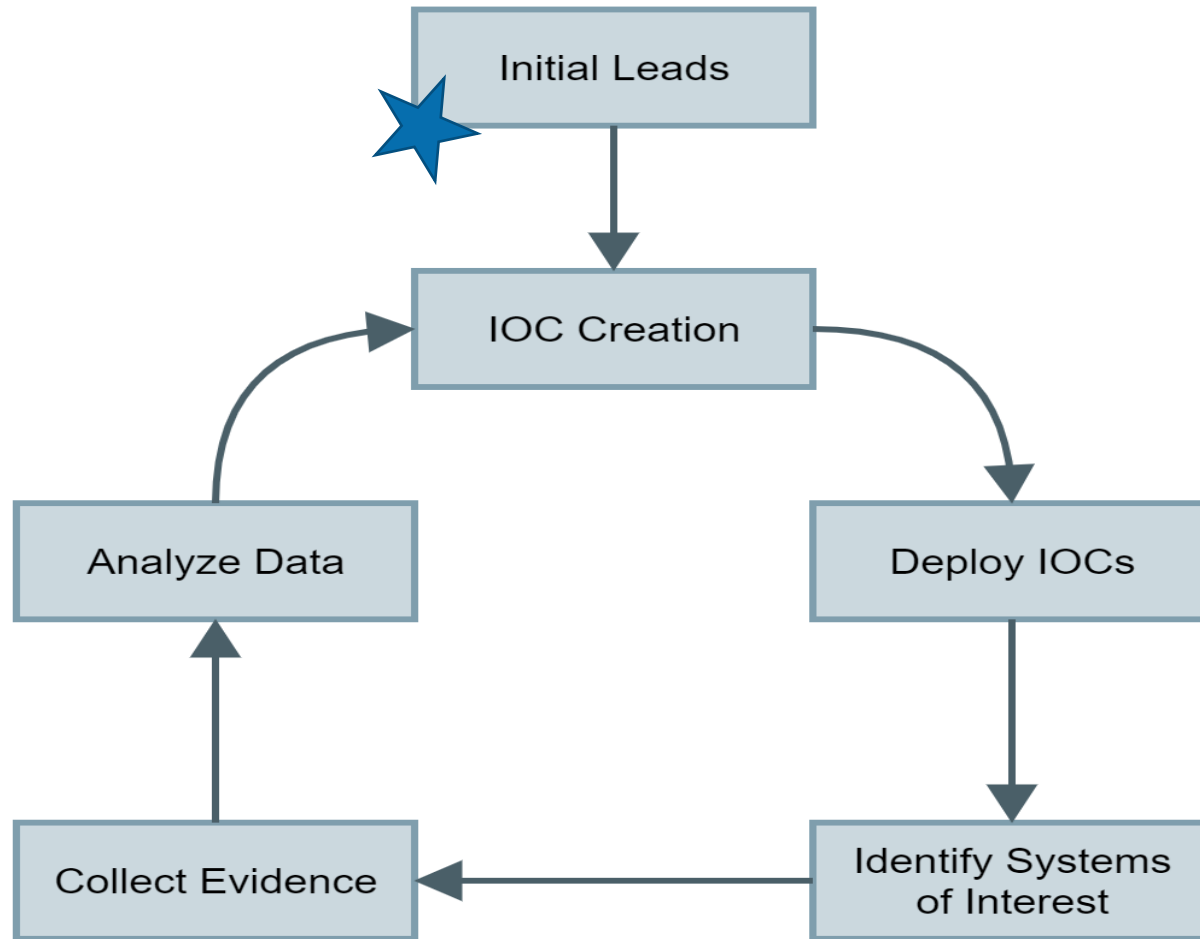 Initial Leads
IOC Creation
Analyze Data
Deploy IOCs
Collect Evidence
Identify Systems
of Interest